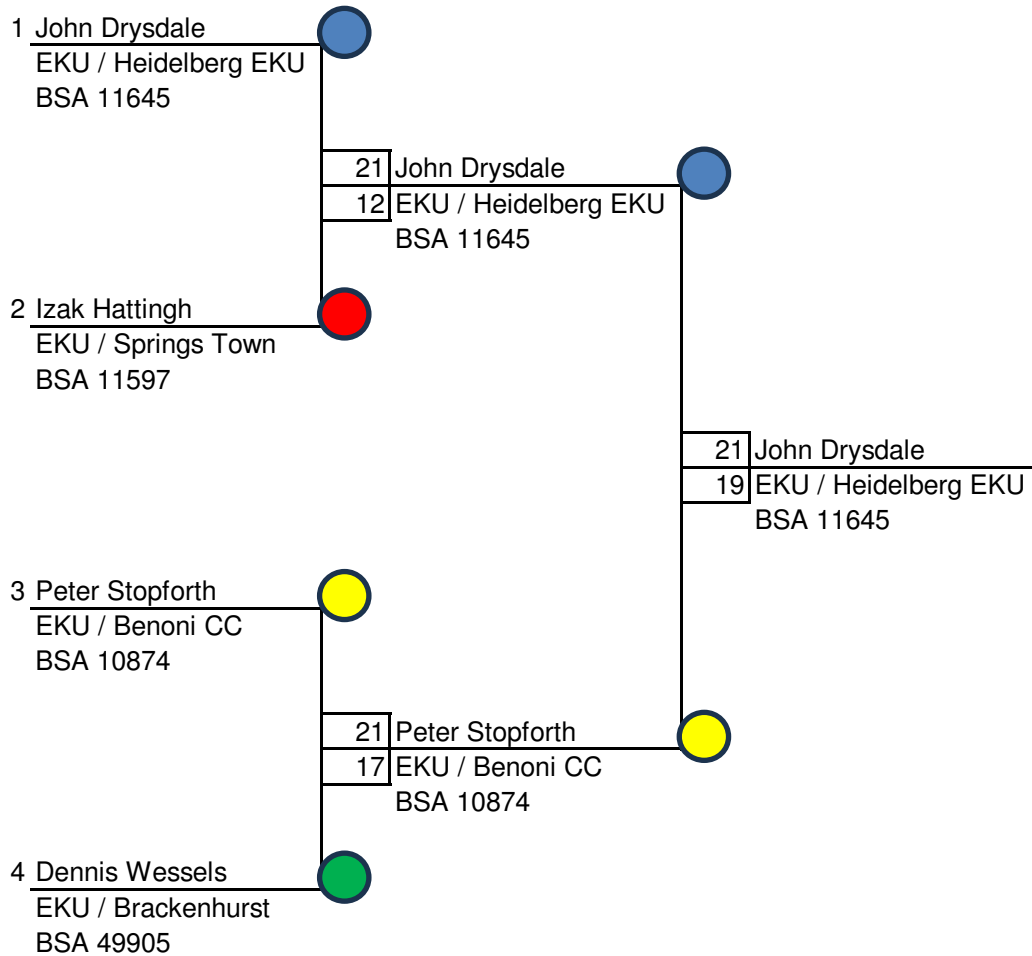 1 John Drysdale
EKU / Heidelberg EKU
BSA 11645
21 John Drysdale
12 EKU / Heidelberg EKU
BSA 11645
2 Izak Hattingh
EKU / Springs Town
BSA 11597
21 John Drysdale
19 EKU / Heidelberg EKU
BSA 11645
3 Peter Stopforth
EKU / Benoni CC
BSA 10874
21 Peter Stopforth
17 EKU / Benoni CC
BSA 10874
4 Dennis Wessels
EKU / Brackenhurst
BSA 49905